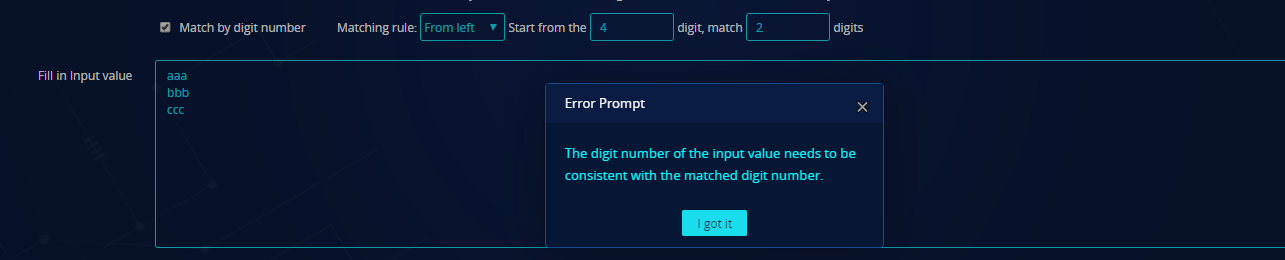 Match by digit number Matching rule: From left Start from the 4 digit, match 2 digits
Fill in Input value
aaa
bbb
ccc
Error Prompt
The digit number of the input value needs to be
consistent with the matched digit number.
I got it